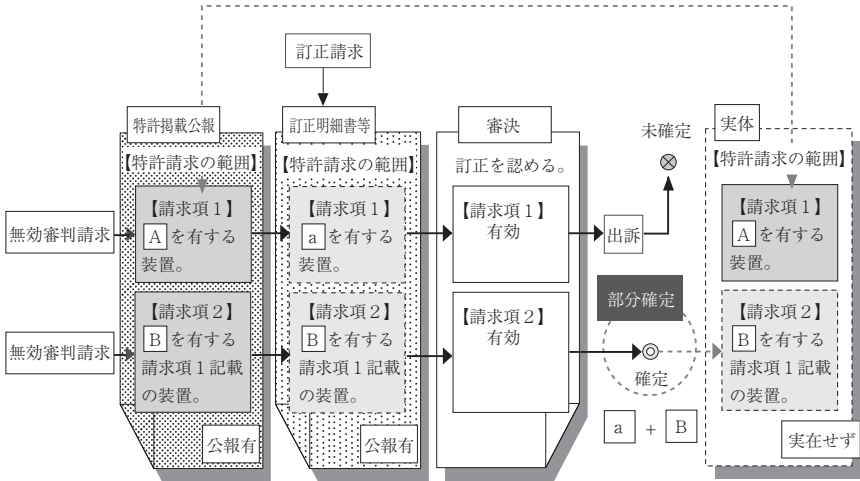 訂正請求
特許掲載公報
【特許請求の範囲】
無効審判請求
【請求項1】
Aを有する
装置。
無効審判請求
【請求項2】
Bを有する
請求項1記載
の装置。
公報有
訂正明細書等
【特許請求の範囲】
【請求項1】
aを有する
装置。
【請求項2】
Bを有する
請求項1記載
の装置。
公報有
審決
訂正を認める。
【請求項1】
有効
【請求項2】
有効
出訴
未確定
部分確定
確定
a + B
実体
【特許請求の範囲】
【請求項1】
Aを有する
装置。
【請求項2】
Bを有する
請求項1記載
の装置。
実在せず